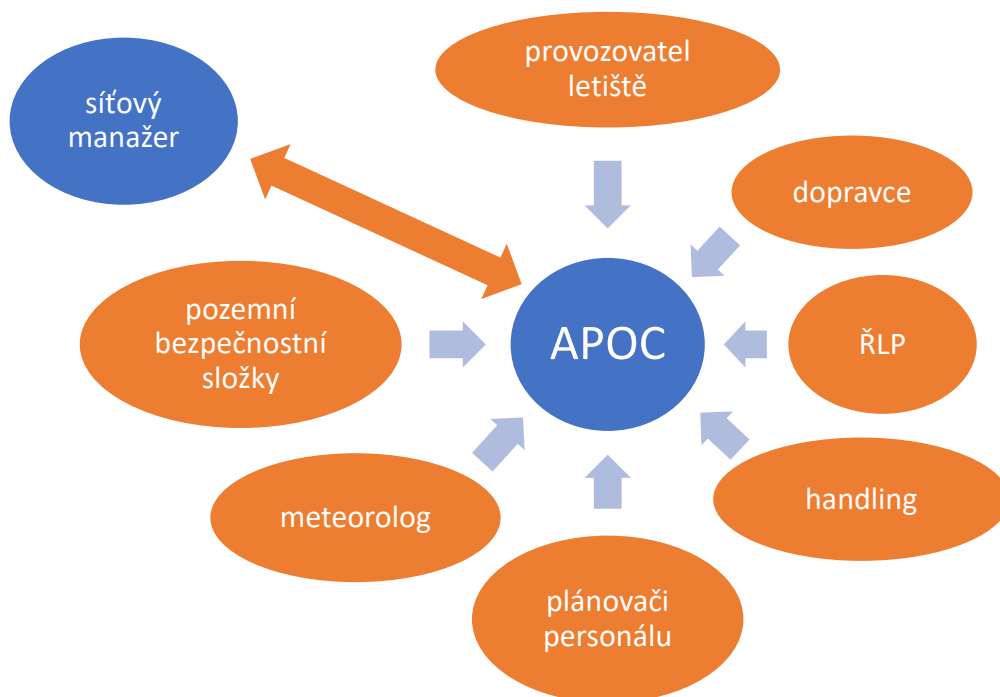 provozovatel
letiště
síťový
manažer
dopravce
pozemní
bezpečnostní
složky
APOC
ŘLP
meteorolog
handling
plánovači
personálu